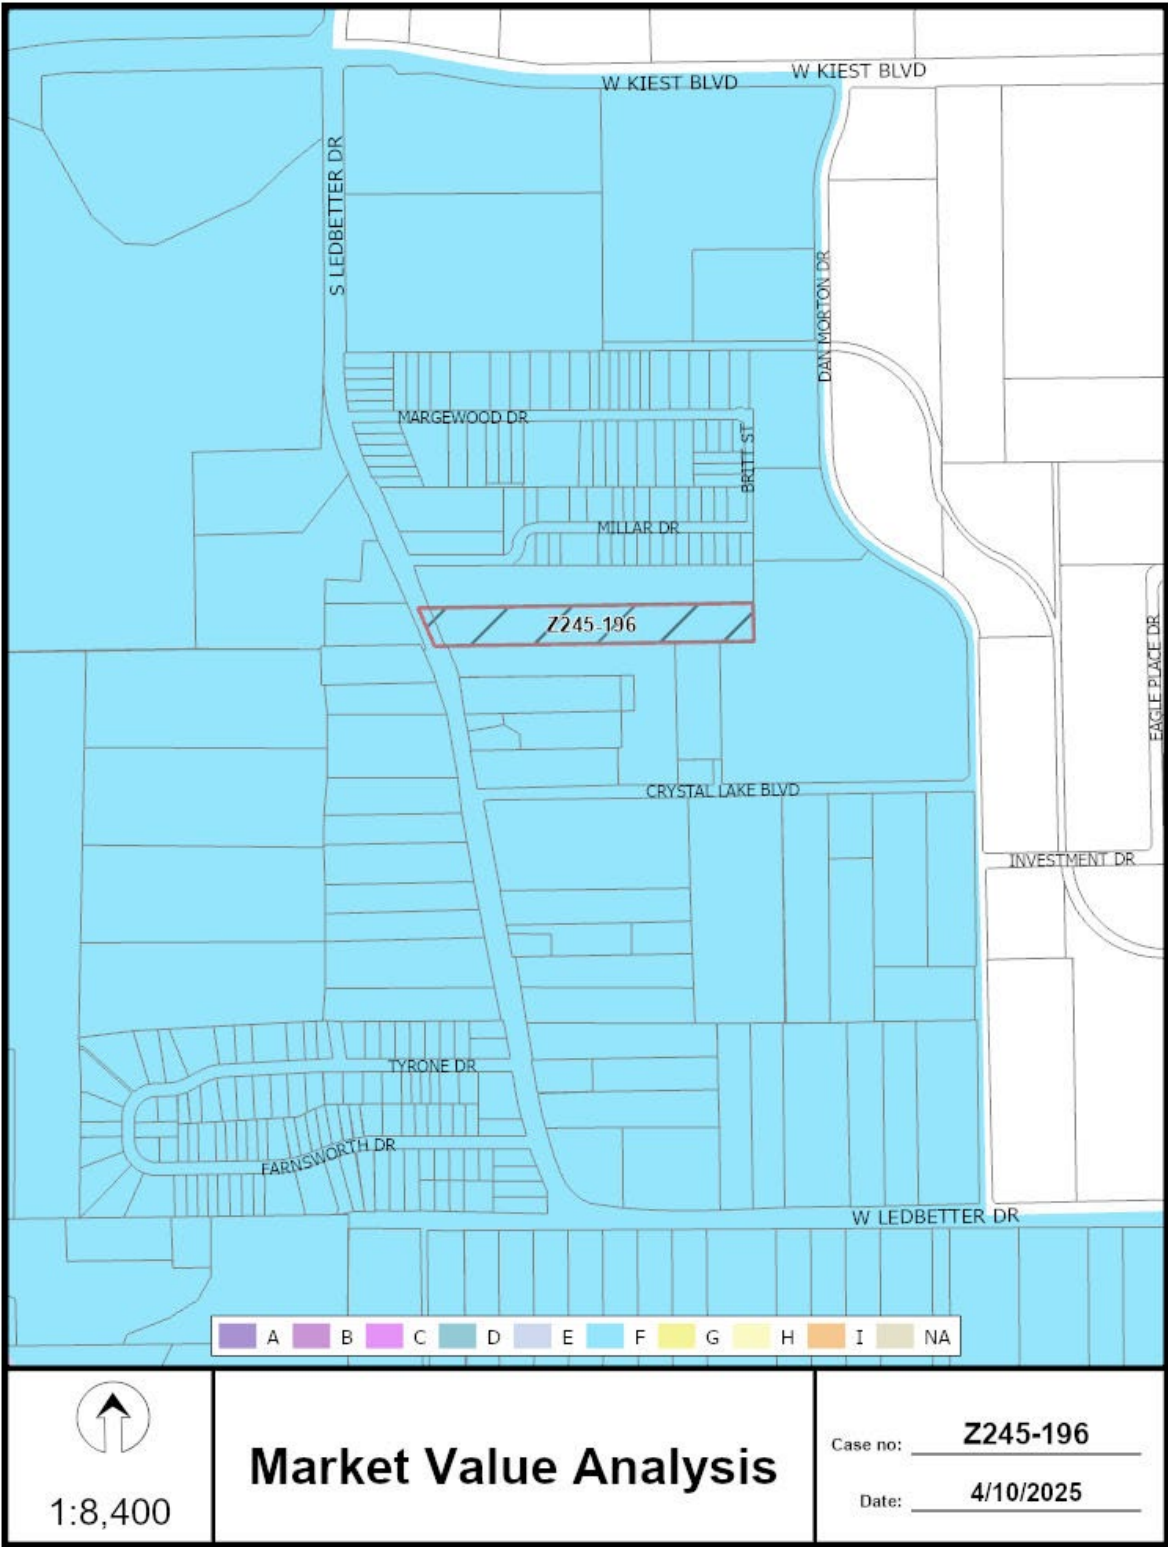 W KIEST BLVD
W KIEST BLVD
S LEDBETTER DR
DAN MORTON DR
MARGEWOOD DR
BRITT ST
MILLAR DR
Z245-196
EAGLE PLACE DR
CRYSTAL LAKE BLVD
INVESTMENT DR
TYRONE DR
FARNSWORTH DR
W LEDBETTER DR
A B C D E F G H I NA
1:8,400
Market Value Analysis
Case no: Z245-196
Date: 4/10/2025